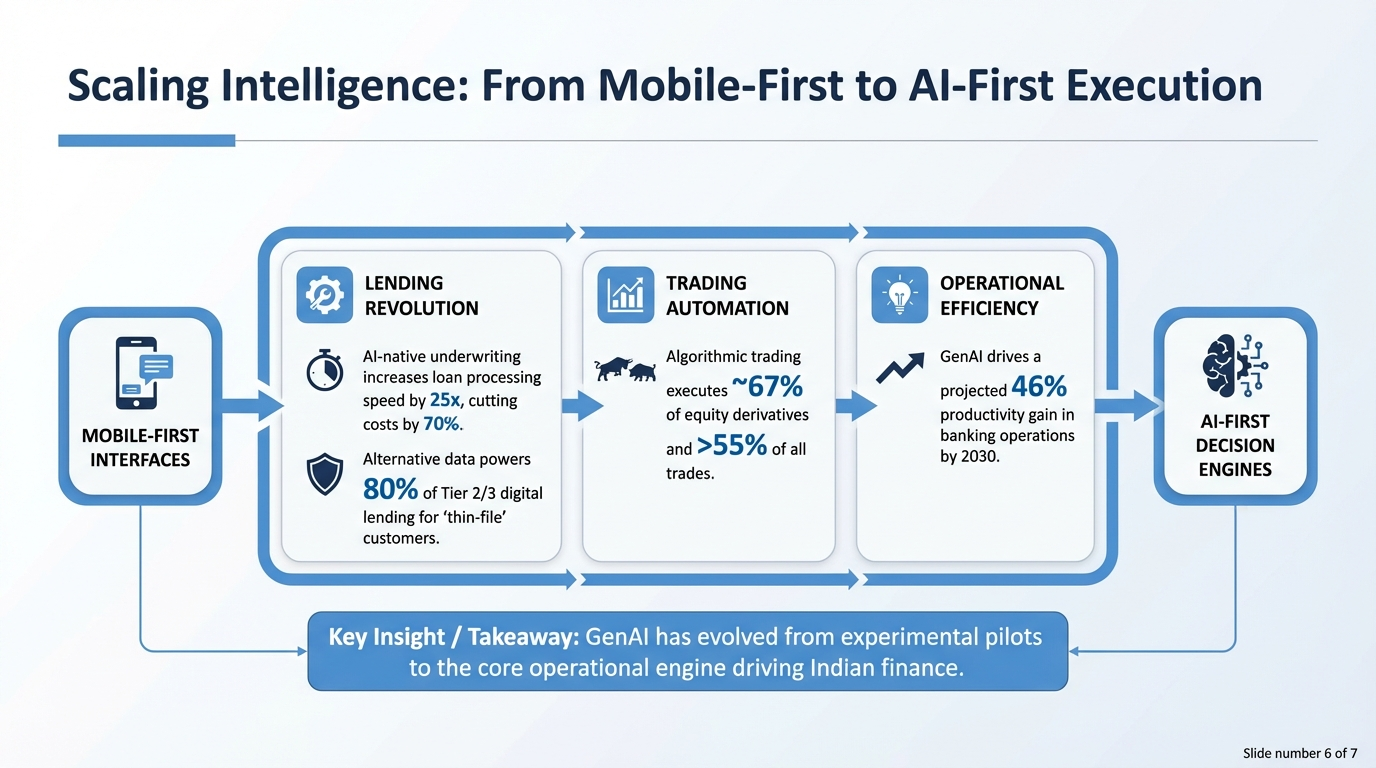 Scaling Intelligence: From Mobile-First to AI-First Execution
MOBILE-FIRST
INTERFACES
LENDING
REVOLUTION
AI-native underwriting
increases loan processing
speed by 25x, cutting
costs by 70%.
Alternative data powers
80% of Tier 2/3 digital
lending for ‘thin-file’
customers.
TRADING
AUTOMATION
Algorithmic trading
executes ~67%
of equity derivatives
and >55% of all
trades.
OPERATIONAL
EFFICIENCY
GenAI drives a
projected 46%
productivity gain in
banking operations
by 2030.
AI-FIRST
DECISION
ENGINES
Key Insight / Takeaway: GenAI has evolved from experimental pilots
to the core operational engine driving Indian finance.
Slide number 6 of 7